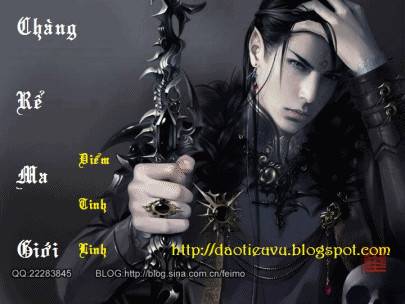 Chàng
Rể
Ma
Giới
Điểm
Tinh
Linh
http://daotieuvu.blogspot.com
QQ:22283845 BLOG:http://blog.sina.com.cn/feimo